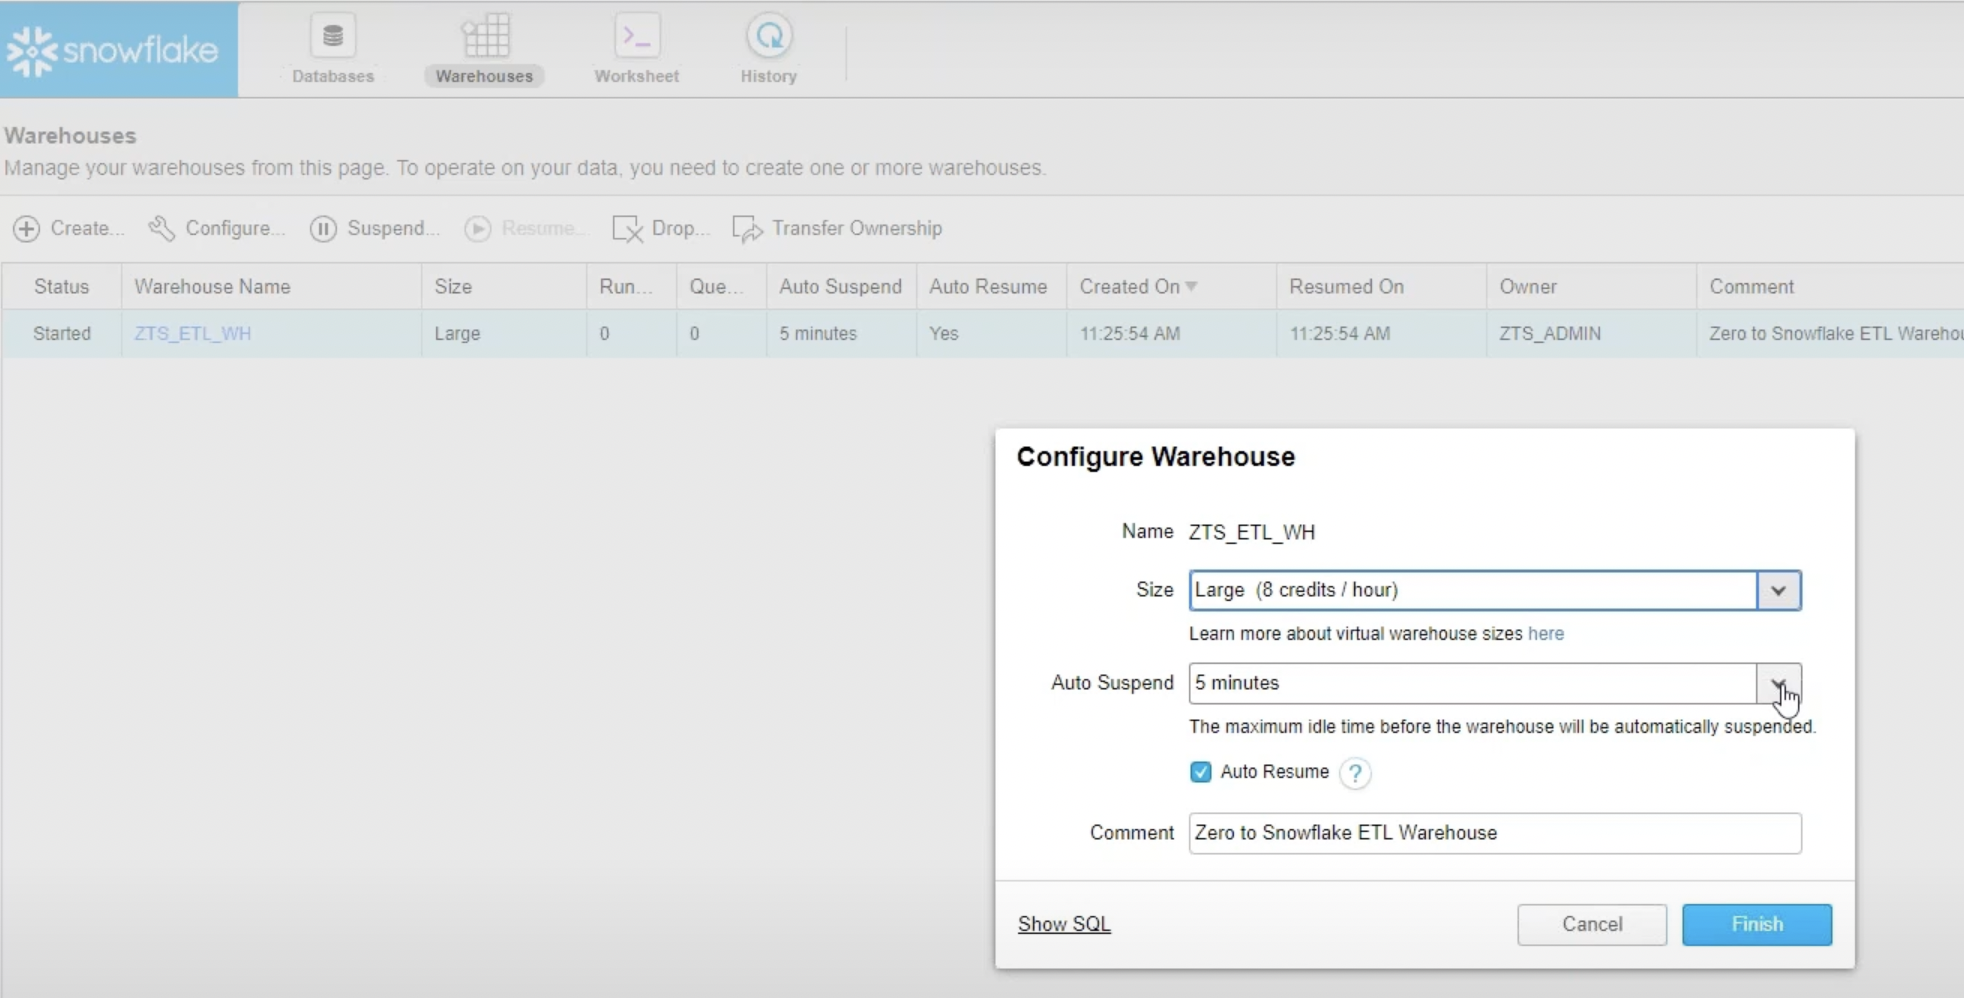 snowflake
Databases
Warehouses
Worksheet
History
Warehouses
Manage your warehouses from this page. To operate on your data, you need to create one or more warehouses.
Create... Configure... Suspend... Resume... Drop... Transfer Ownership
Status Warehouse Name Size Run... Que... Auto Suspend Auto Resume Created On Resumed On Owner Comment
Started ZTS_ETL_WH Large 0 0 5 minutes Yes 11:25:54 AM 11:25:54 AM ZTS_ADMIN Zero to Snowflake ETL Warehou
Configure Warehouse
Name ZTS_ETL_WH
Size Large (8 credits / hour)
Learn more about virtual warehouse sizes here
Auto Suspend 5 minutes
The maximum idle time before the warehouse will be automatically suspended.
Auto Resume ?
Comment Zero to Snowflake ETL Warehouse
Show SQL Cancel Finish